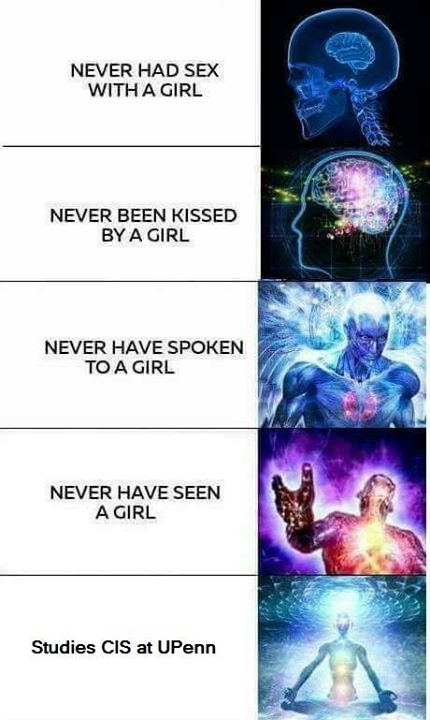 NEVER HAD SEX
WITH A GIRL
NEVER BEEN KISSED
BY A GIRL
NEVER HAVE SPOKEN
TO A GIRL
NEVER HAVE SEEN
A GIRL
Studies CIS at UPenn